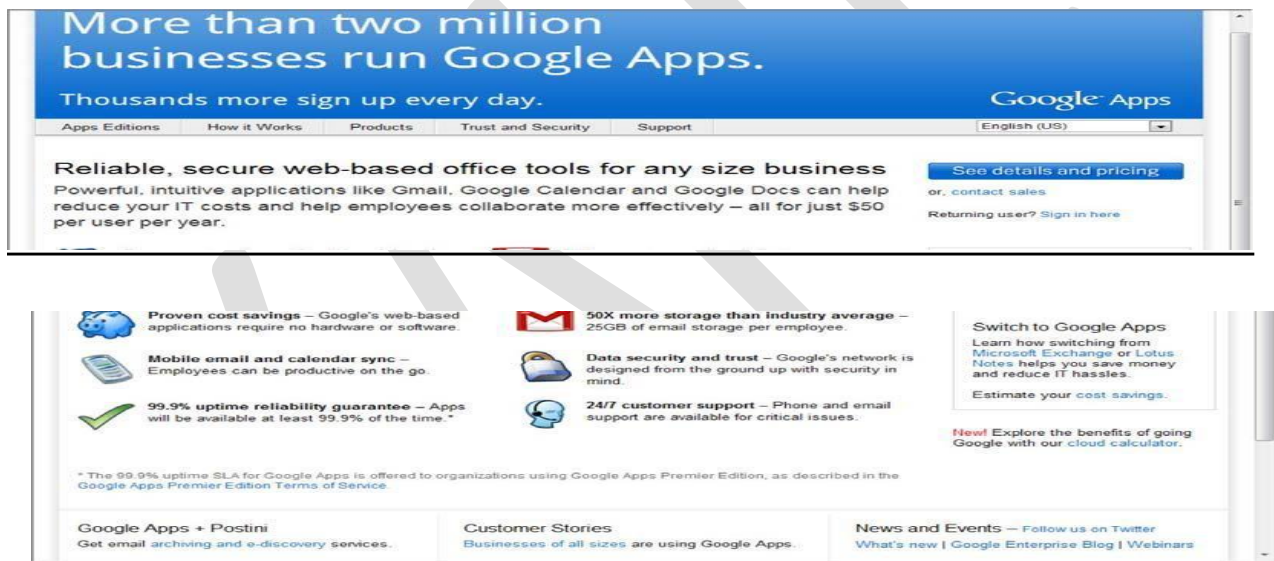 More than two million
businesses run Google Apps.
Thousands more sign up every day.
Google Apps
Apps Editions How it Works Products Trust and Security Support
English (US)
Reliable, secure web-based office tools for any size business
Powerful, intuitive applications like Gmail, Google Calendar and Google Docs can help
reduce your IT costs and help employees collaborate more effectively – all for just $50
per user per year.
See details and pricing
or, contact sales
Returning user? Sign in here
Proven cost savings – Google's web-based
applications require no hardware or software.
50X more storage than industry average –
25GB of email storage per employee.
Mobile email and calendar sync –
Employees can be productive on the go.
Data security and trust – Google's network is
designed from the ground up with security in
mind.
99.9% uptime reliability guarantee – Apps
will be available at least 99.9% of the time.*
24/7 customer support – Phone and email
support are available for critical issues.
Switch to Google Apps
Learn how switching from
Microsoft Exchange or Lotus
Notes helps you save money
and reduce IT hassles.
Estimate your cost savings.
New! Explore the benefits of going
Google with our cloud calculator.
* The 99.9% uptime SLA for Google Apps is offered to organizations using Google Apps Premier Edition, as described in the
Google Apps Premier Edition Terms of Service.
Google Apps + Postini
Get email archiving and e-discovery services.
Customer Stories
Businesses of all sizes are using Google Apps.
News and Events – Follow us on Twitter
What's new | Google Enterprise Blog | Webinars